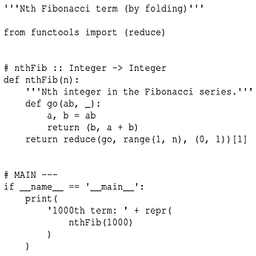 '''Nth Fibonacci term (by folding)'''

from functools import (reduce)


# nthFib :: Integer -> Integer
def nthFib(n):
    '''Nth integer in the Fibonacci series.'''
    def go(ab, _):
        a, b = ab
        return (b, a + b)
    return reduce(go, range(1, n), (0, 1))[1]


# MAIN ---
if __name__ == '__main__':
    print(
        '1000th term: ' + repr(
            nthFib(1000)
        )
    )